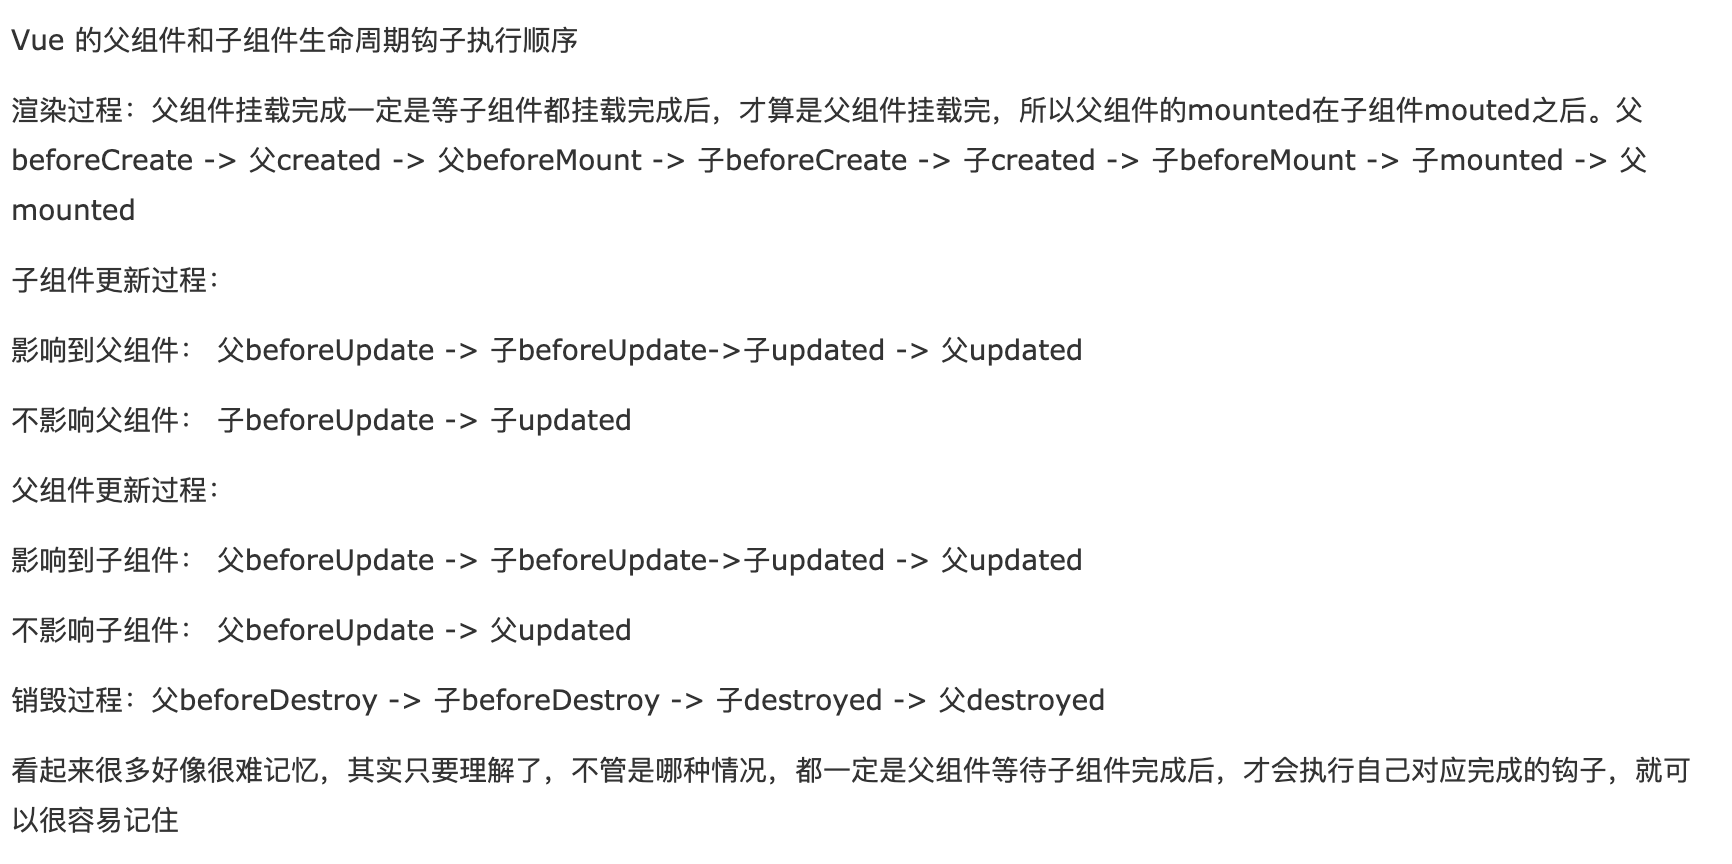 Vue 的父组件和子组件生命周期钩子执行顺序
渲染过程：父组件挂载完成一定是等子组件都挂载完成后，才算是父组件挂载完，所以父组件的mounted在子组件mouted之后。父
beforeCreate -> 父created -> 父beforeMount -> 子beforeCreate -> 子created -> 子beforeMount -> 子mounted -> 父
mounted
子组件更新过程：
影响到父组件： 父beforeUpdate -> 子beforeUpdate->子updated -> 父updated
不影响父组件： 子beforeUpdate -> 子updated
父组件更新过程：
影响到子组件： 父beforeUpdate -> 子beforeUpdate->子updated -> 父updated
不影响子组件： 父beforeUpdate -> 父updated
销毁过程：父beforeDestroy -> 子beforeDestroy -> 子destroyed -> 父destroyed
看起来很多好像很难记忆，其实只要理解了，不管是哪种情况，都一定是父组件等待子组件完成后，才会执行自己对应完成的钩子，就可
以很容易记住